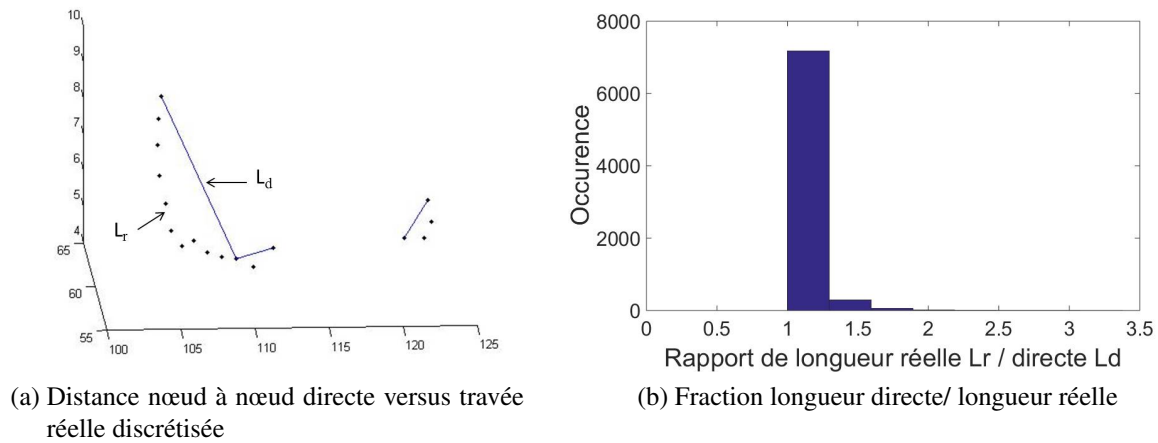 10
9
8
7
6
5
4
65
60
55
100
105
110
115
120
125
Ld
Lr
8000
6000
4000
2000
0
Occurence
0 0.5 1 1.5 2 2.5 3 3.5
Rapport de longueur réelle Lr / directe Ld
(a) Distance nœud à nœud directe versus travée
réelle discrétisée
(b) Fraction longueur directe/ longueur réelle